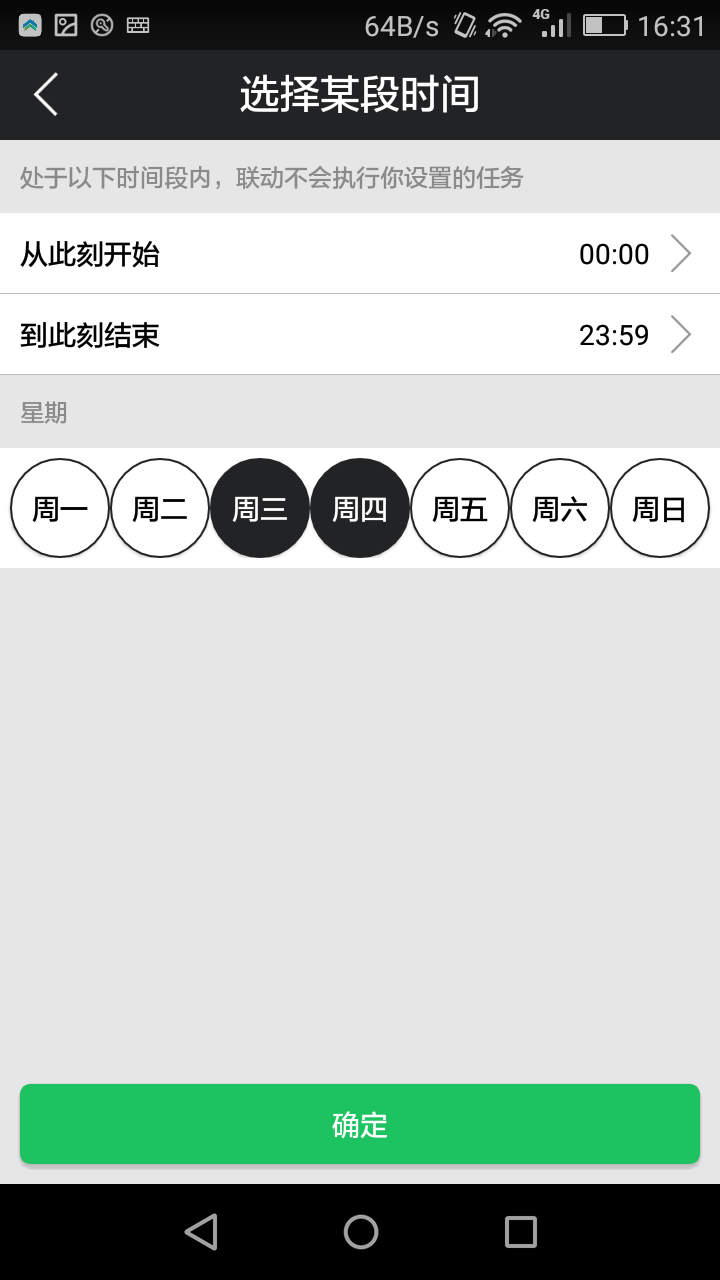 64B/s 4G 16:31
选择某段时间
处于以下时间段内，联动不会执行你设置的任务
从此刻开始 00:00
到此刻结束 23:59
星期
周一 周二 周三 周四 周五 周六 周日
确定